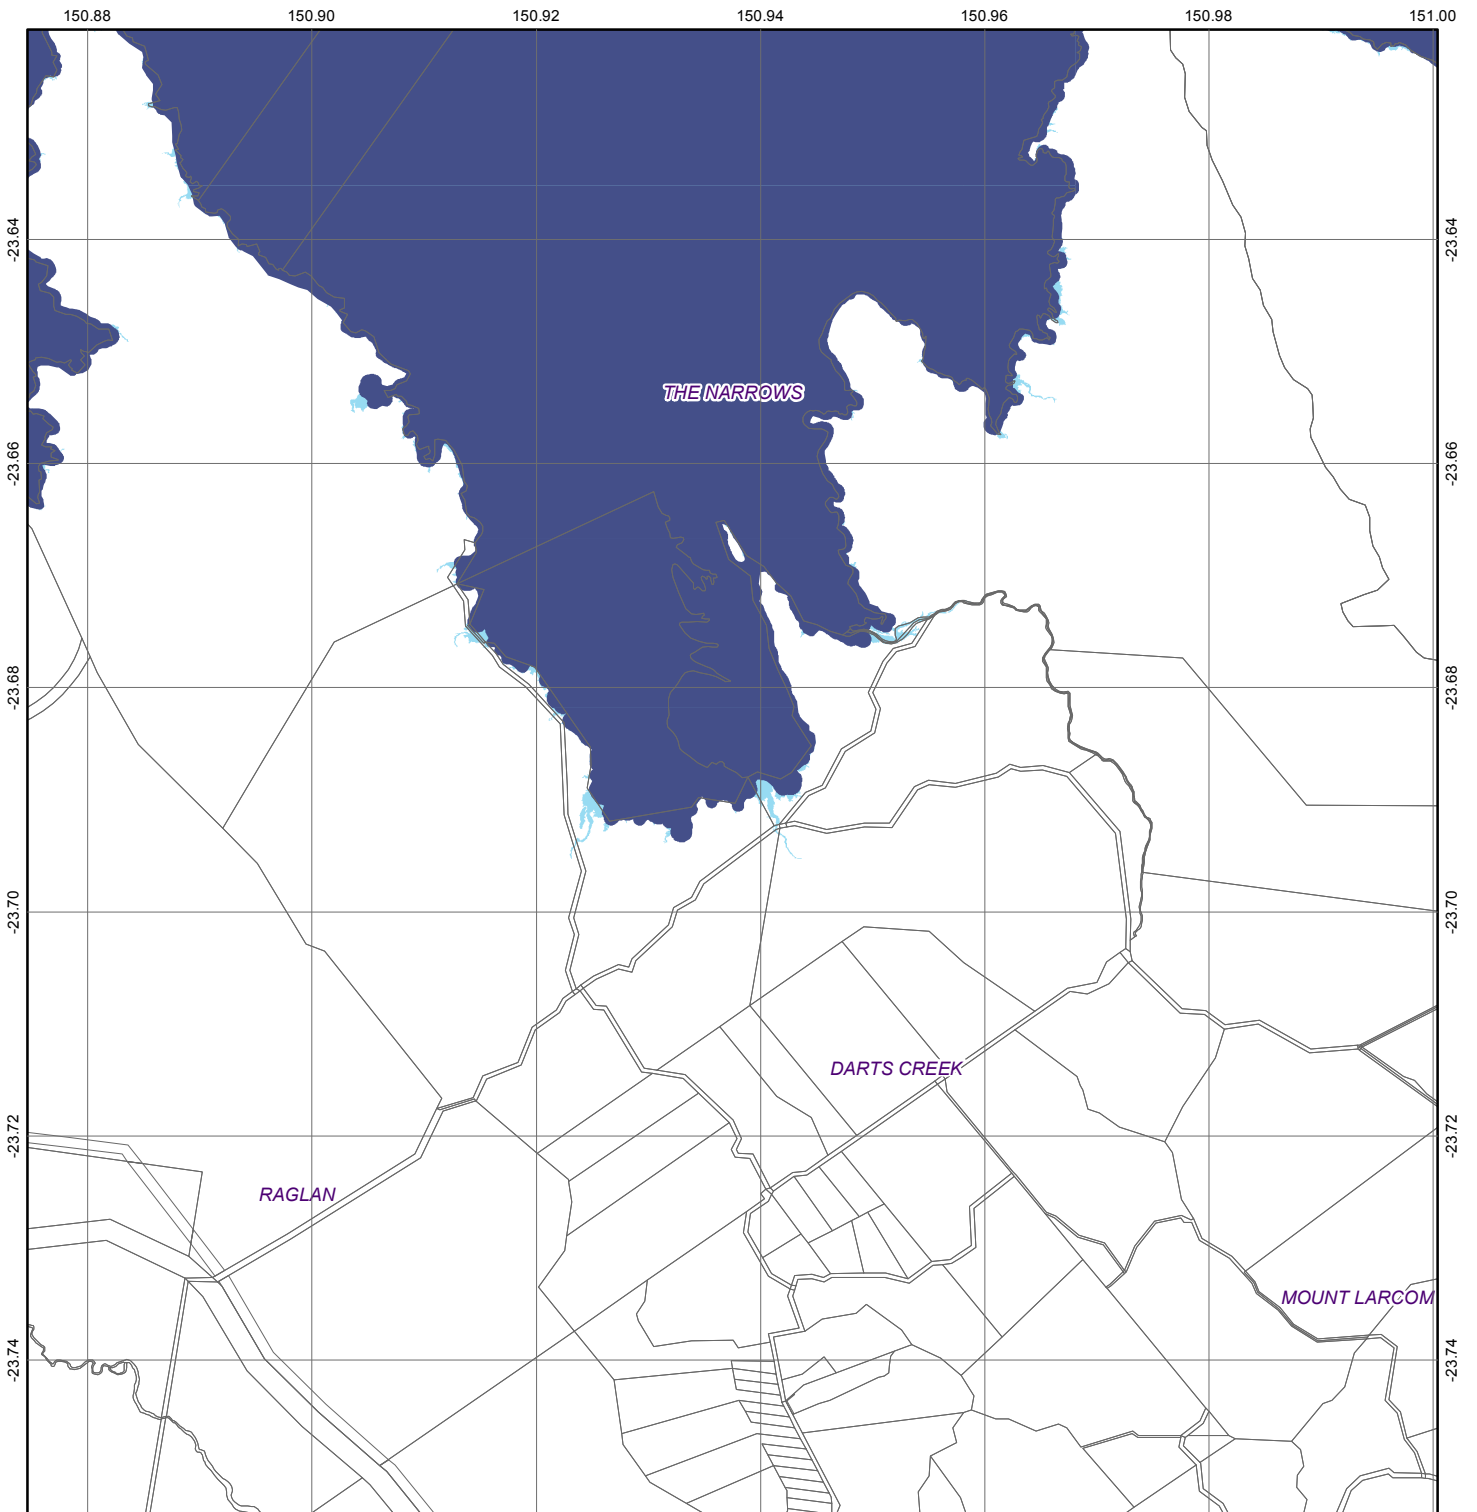 150.88 150.90 150.92 150.94 150.96 150.98 151.00
-23.64 -23.64
THE NARROWS
-23.66 -23.66
-23.68 -23.68
-23.70 -23.70
DARTS CREEK
-23.72 -23.72
RAGLAN
MOUNT LARCOM
-23.74 -23.74